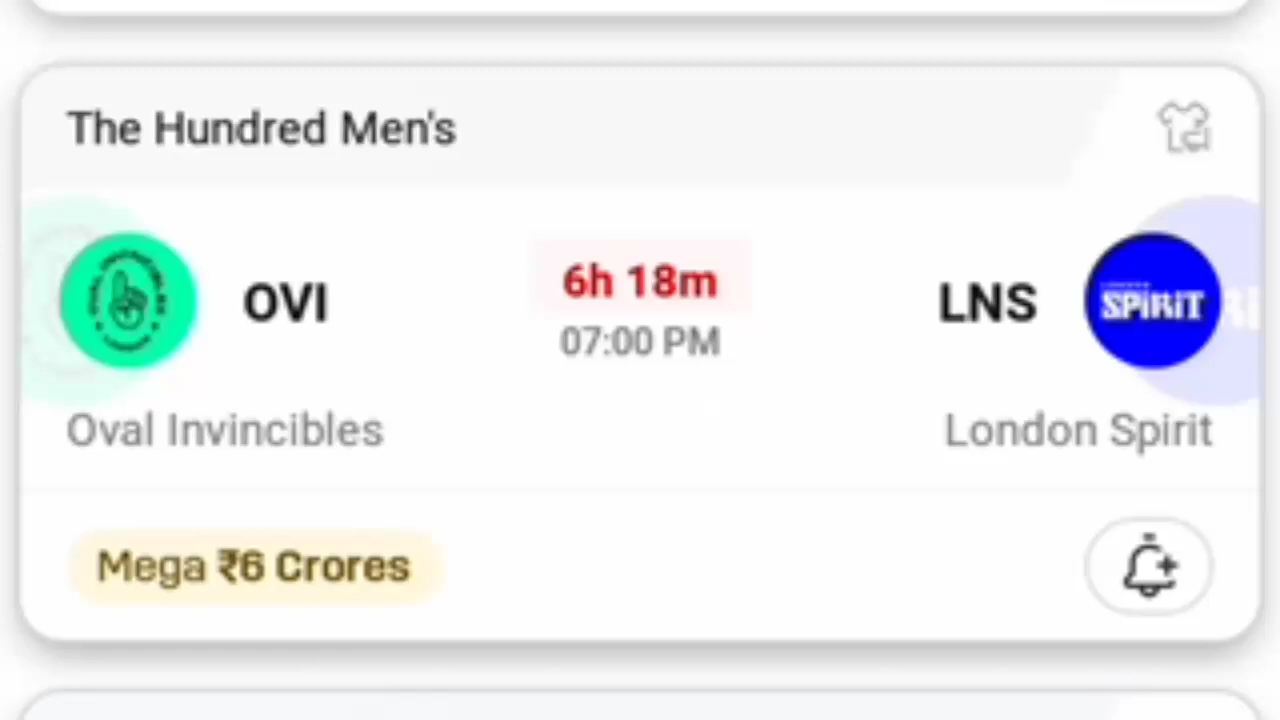 The Hundred Men's
OVI
6h 18m
07:00 PM
LNS
SPiRiT
Oval Invincibles
London Spirit
Mega ₹6 Crores